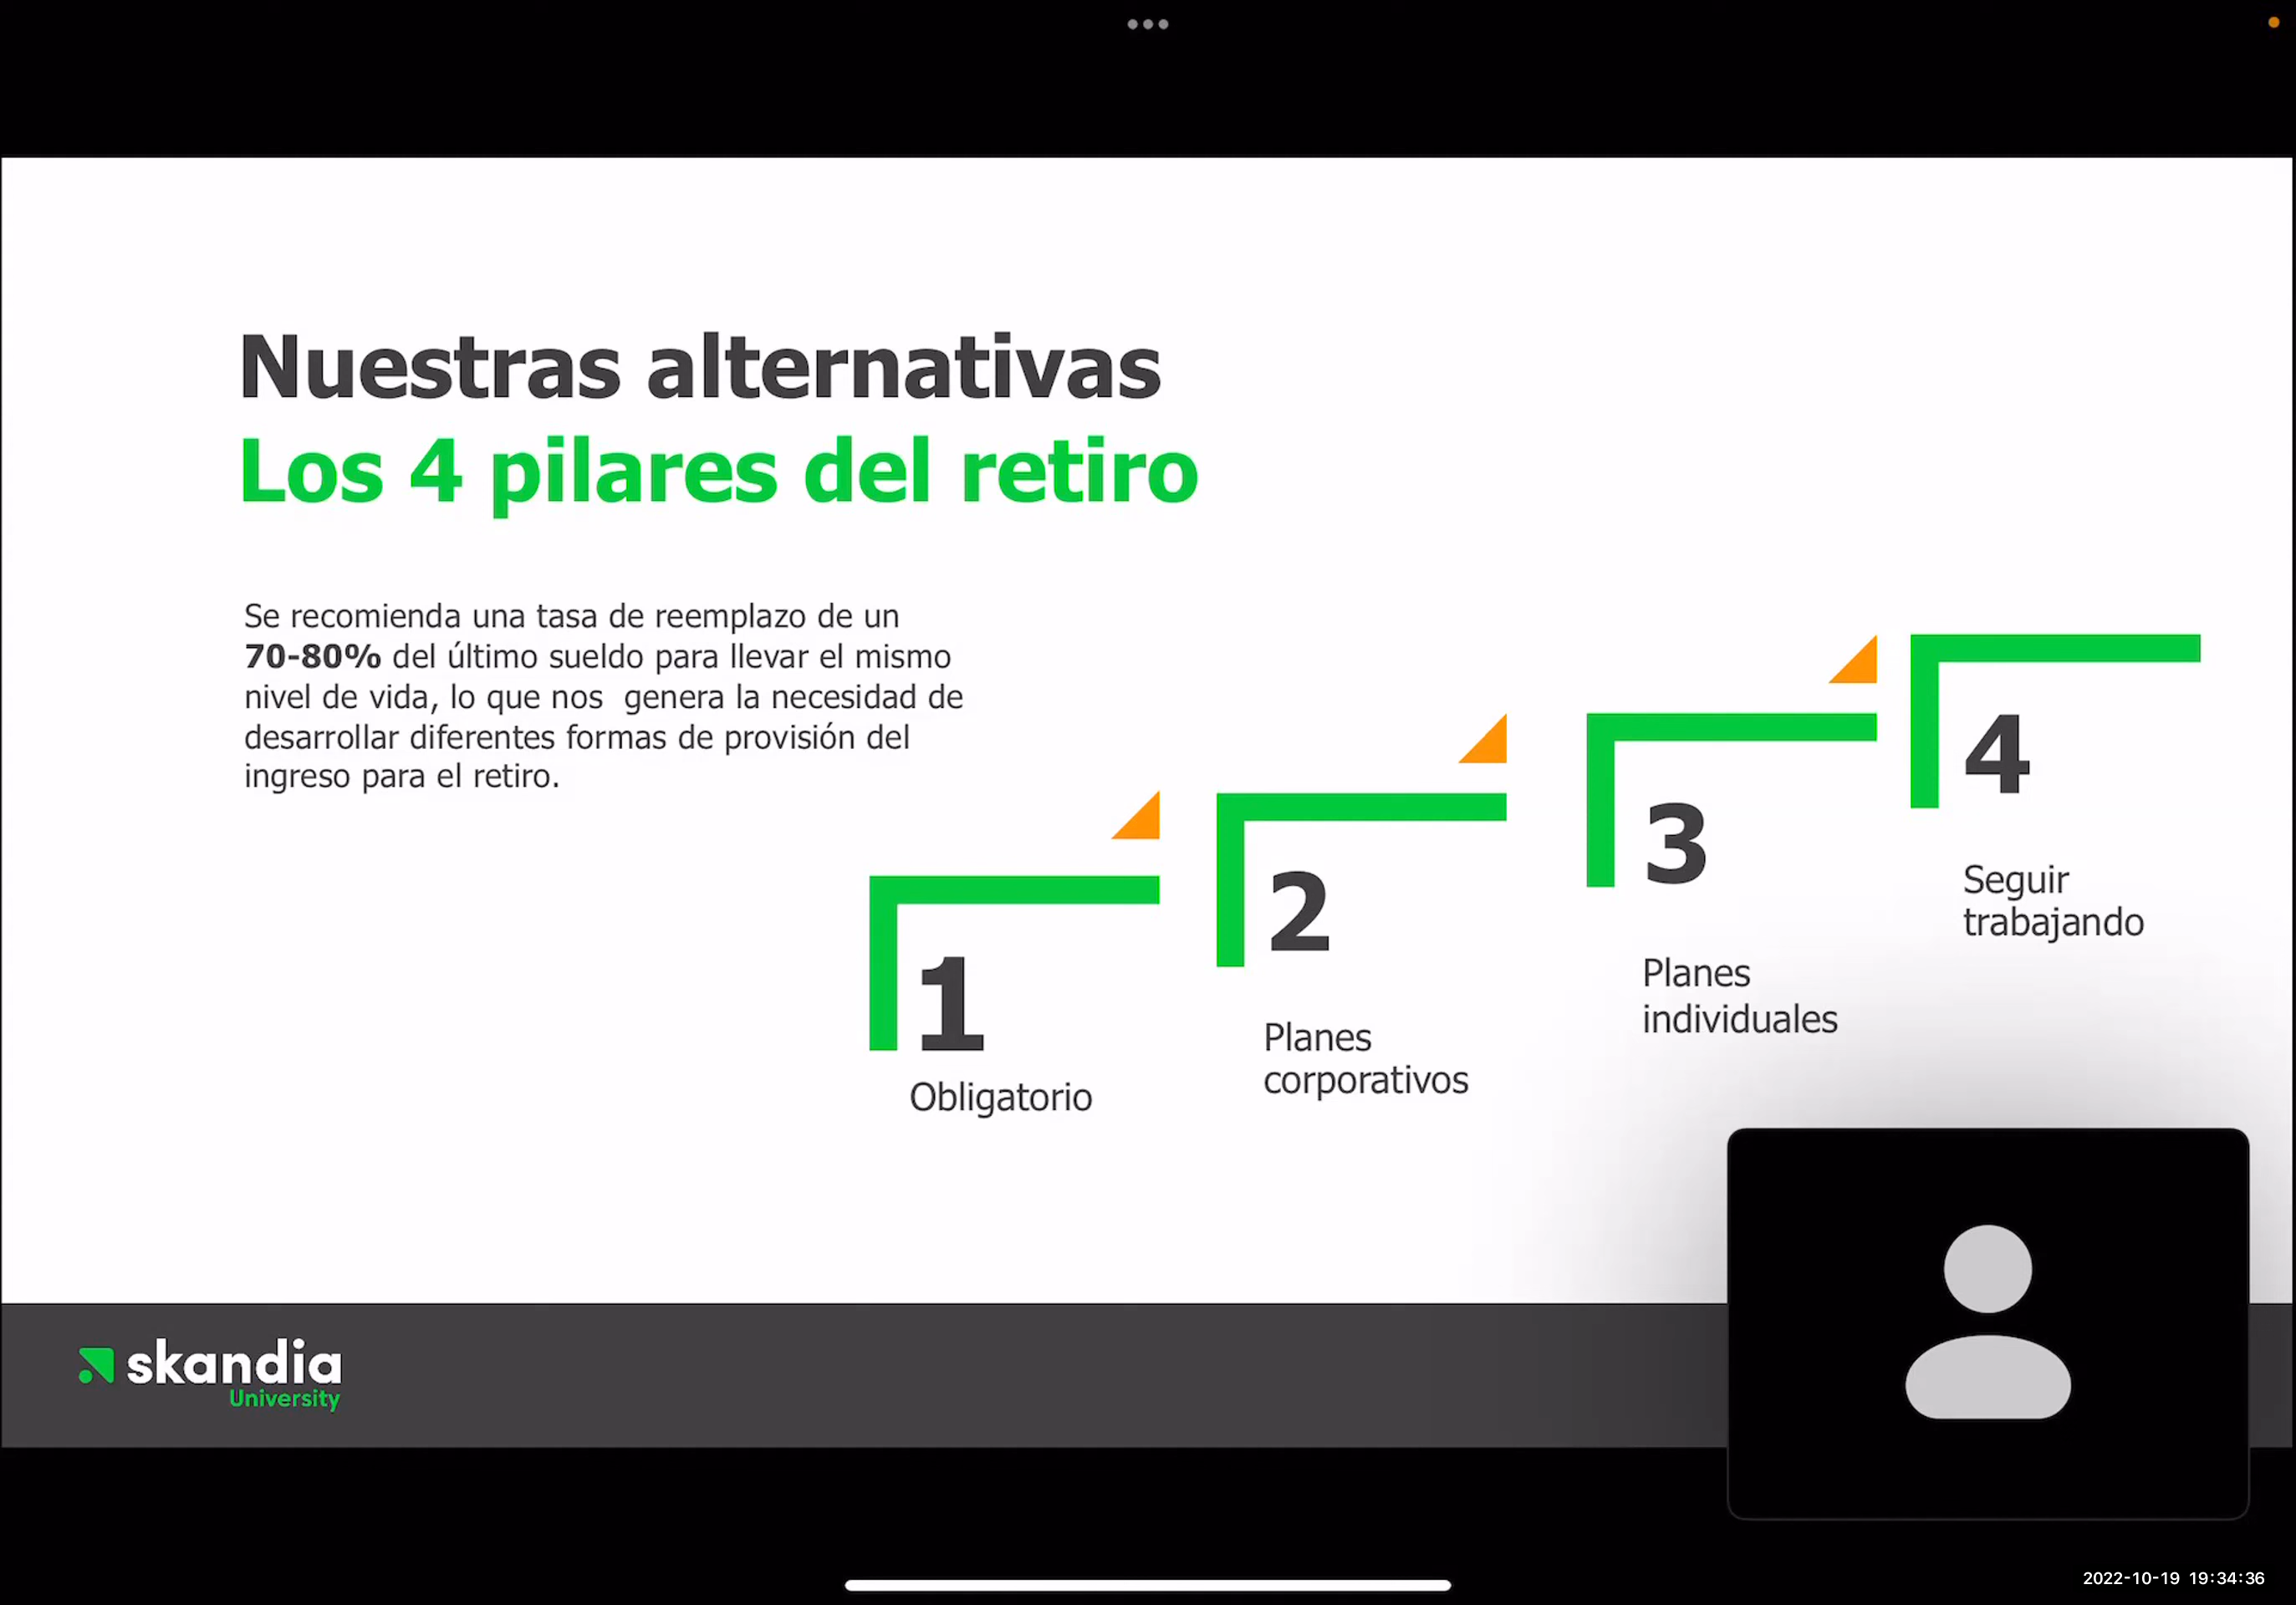 Nuestras alternativas
Los 4 pilares del retiro
Se recomienda una tasa de reemplazo de un
70-80% del último sueldo para llevar el mismo
nivel de vida, lo que nos  genera la necesidad de
desarrollar diferentes formas de provisión del
ingreso para el retiro.
1
Obligatorio
2
Planes
corporativos
3
Planes
individuales
4
Seguir
trabajando
skandia
University
2022-10-19 19:34:36